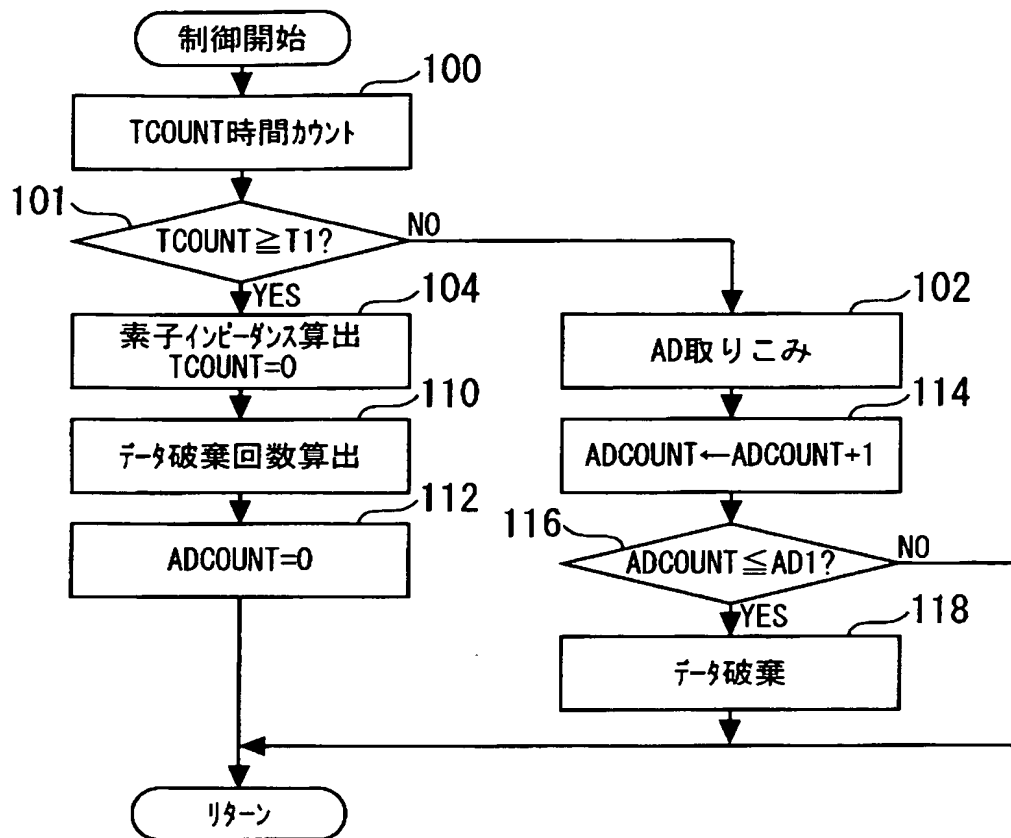 制御開始
100
TCOUNT時間ｶｳﾝﾄ
101
TCOUNT≧T1?
NO
YES
104
素子ｲﾝﾋﾟｰﾀﾞﾝｽ算出
TCOUNT=0
110
ﾃﾞｰﾀ破棄回数算出
112
ADCOUNT=0
102
AD取りこみ
114
ADCOUNT←ADCOUNT+1
116
ADCOUNT≦AD1?
NO
YES
118
ﾃﾞｰﾀ破棄
ﾘﾀｰﾝ